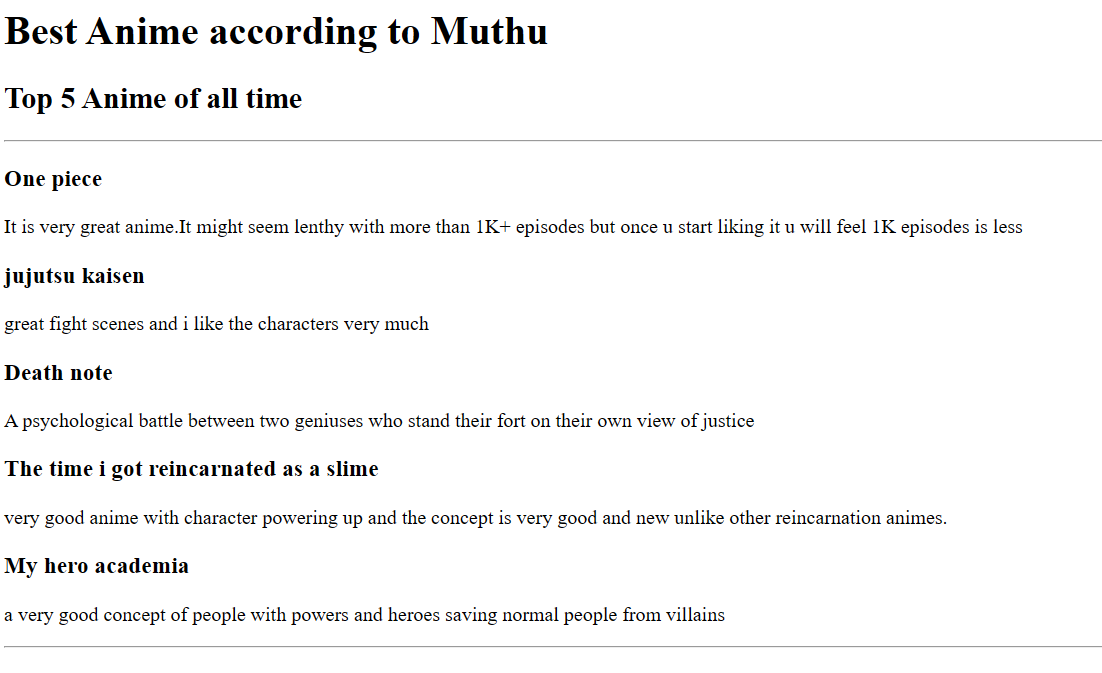 Best Anime according to Muthu
Top 5 Anime of all time
One piece
It is very great anime.It might seem lenthy with more than 1K+ episodes but once u start liking it u will feel 1K episodes is less
jujutsu kaisen
great fight scenes and i like the characters very much
Death note
A psychological battle between two geniuses who stand their fort on their own view of justice
The time i got reincarnated as a slime
very good anime with character powering up and the concept is very good and new unlike other reincarnation animes.
My hero academia
a very good concept of people with powers and heroes saving normal people from villains